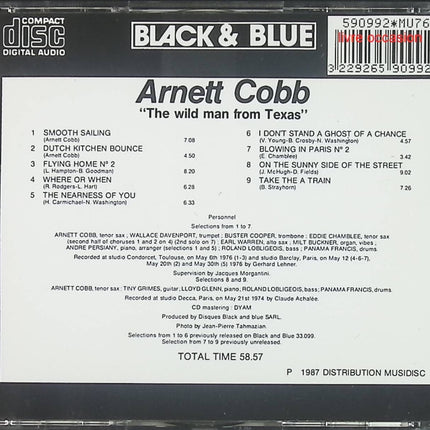 COMPACT
disc
DIGITAL AUDIO
BLACK & BLUE
590992*MU76
livre occasion
3 229265 90992
Arnett Cobb
"The wild man from Texas"
1 SMOOTH SAILING
(Arnett Cobb) 7:08
2 DUTCH KITCHEN BOUNCE
(Arnett Cobb) 4.50
3 FLYING HOME Nº 2
(L. Hampton-B. Goodman) 8.20
4 WHERE OR WHEN
(R. Rodgers-L. Hart) 6.28
5 THE NEARNESS OF YOU
(H. Carmichael-N. Washington) 6.33
6 I DON'T STAND A GHOST OF A CHANCE
(V. Young-B. Crosby-N. Washington) 4.57
7 BLOWING IN PARIS Nº 2
(E. Chamblee) 3.42
8 ON THE SUNNY SIDE OF THE STREET
(J. McHugh-D. Fields) 9.02
9 TAKE THE A TRAIN
(B. Strayhorn) 7.26
Personnel
Selections from 1 to 7.
ARNETT COBB, tenor sax ; WALLACE DAVENPORT, trumpet ; BUSTER COOPER, trombone ; EDDIE CHAMBLEE, tenor sax
(second half of choruses 1 and 2 on 4) (2nd solo on 7) ; EARL WARREN, alto sax ; MILT BUCKNER, organ, vibes ;
ANDRE PERSIANY, piano, arranger (selections from 1 to 5) ; ROLAND LOBLIGEOIS, bass ; PANAMA FRANCIS, drums.
Recorded at studio Condorcet, Toulouse, on May 6th 1976 (1-3) and studio Barclay, Paris, on May 12 (4-6-7),
May 20th (2) and May 30th (5) 1976 by Gerhard Lehner.
Supervision by Jacques Morgantini.
Selections 8 and 9.
ARNETT COBB, tenor sax ; TINY GRIMES, guitar ; LLOYD GLENN, piano ; ROLAND LOBLIGEOIS, bass ; PANAMA FRANCIS, drums.
Recorded at studio Decca, Paris, on May 21st 1974 by Claude Achalée.
CD mastering : DYAM
Produced by Disques Black and blue SARL.
Photo by Jean-Pierre Tahmazian
Selections from 1 to 6 previously released on Black and Blue 33.099.
Selection from 7 to 9 previously unreleased.
TOTAL TIME 58.57
P 1987 DISTRIBUTION MUSIDISC